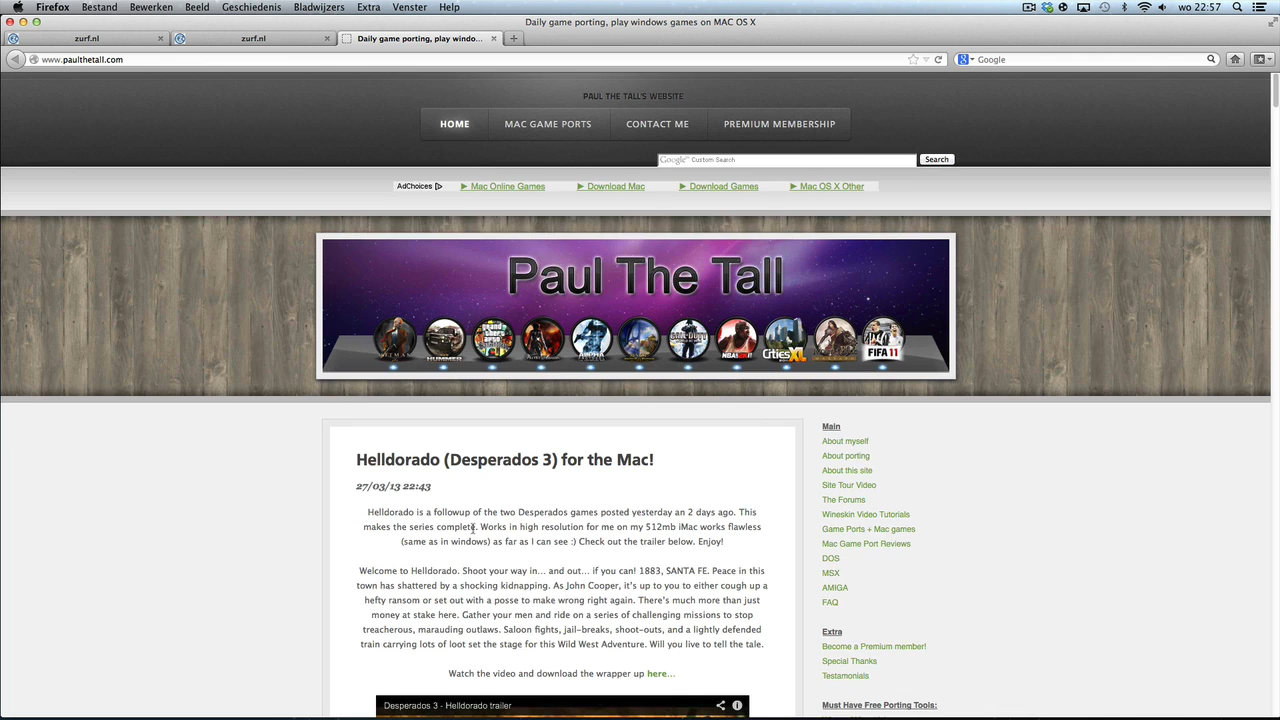 Firefox Bestand Bewerken Beeld Geschiedenis Bladwijzers Extra Venster Help wo 22:57
Daily game porting, play windows games on MAC OS X
zurf.nl zurf.nl Daily game porting, play windo...
www.paulthetall.com Google
PAUL THE TALL'S WEBSITE
HOME MAC GAME PORTS CONTACT ME PREMIUM MEMBERSHIP
Google™ Custom Search Search
AdChoices Mac Online Games Download Mac Download Games Mac OS X Other
Paul The Tall
HITMAN HUMMER ALPHA NBA2K11 Cities XL FIFA 11
Helldorado (Desperados 3) for the Mac!
27/03/13 22:43
Helldorado is a followup of the two Desperados games posted yesterday an 2 days ago. This
makes the series complete. Works in high resolution for me on my 512mb iMac works flawless
(same as in windows) as far as I can see :) Check out the trailer below. Enjoy!
Welcome to Helldorado. Shoot your way in... and out... if you can! 1883, SANTA FE. Peace in this
town has shattered by a shocking kidnapping. As John Cooper, it's up to you to either cough up a
hefty ransom or set out with a posse to make wrong right again. There's much more than just
money at stake here. Gather your men and ride on a series of challenging missions to stop
treacherous, marauding outlaws. Saloon fights, jail-breaks, shoot-outs, and a lightly defended
train carrying lots of loot set the stage for this Wild West Adventure. Will you live to tell the tale.
Watch the video and download the wrapper up here...
Desperados 3 - Helldorado trailer
Main
About myself
About porting
About this site
Site Tour Video
The Forums
Wineskin Video Tutorials
Game Ports + Mac games
Mac Game Port Reviews
DOS
MSX
AMIGA
FAQ
Extra
Become a Premium member!
Special Thanks
Testamonials
Must Have Free Porting Tools: